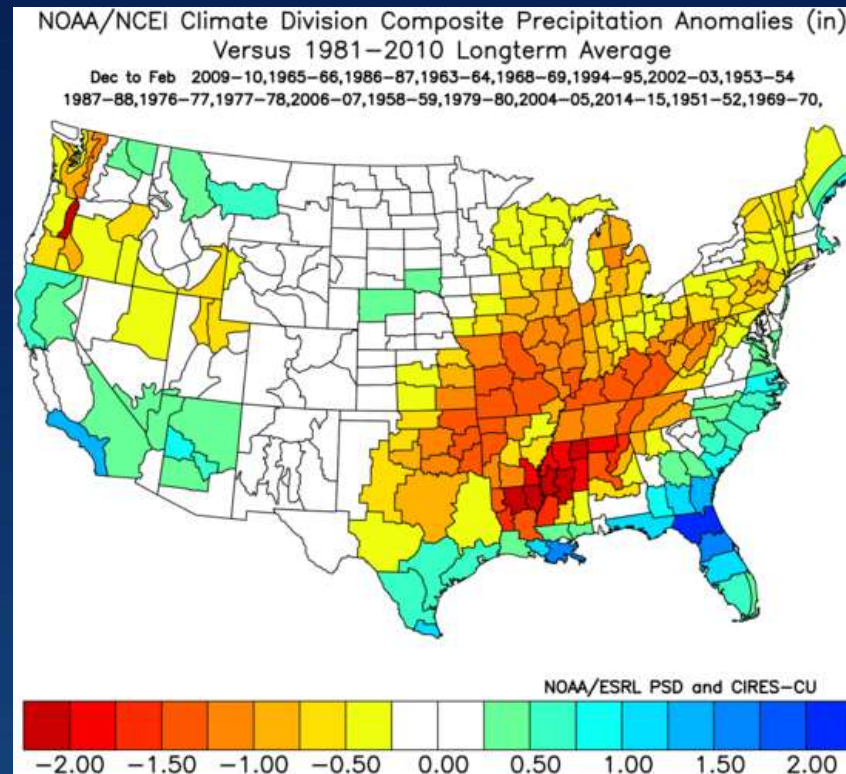 NOAA/NCEI Climate Division Composite Precipitation Anomalies (in)
Versus 1981–2010 Longterm Average
Dec to Feb 2009–10,1965–66,1986–87,1963–64,1968–69,1994–95,2002–03,1953–54
1987–88,1976–77,1977–78,2006–07,1958–59,1979–80,2004–05,2014–15,1951–52,1969–70,
NOAA/ESRL PSD and CIRES–CU
−2.00 −1.50 −1.00 −0.50 0.00 0.50 1.00 1.50 2.00